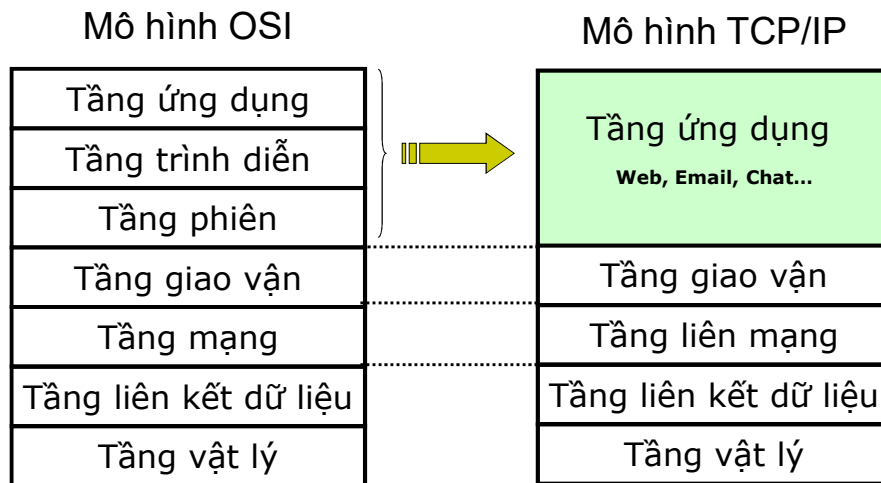 Mô hình OSI
Tầng ứng dụng
Tầng trình diễn
Tầng phiên
Tầng giao vận
Tầng mạng
Tầng liên kết dữ liệu
Tầng vật lý
Mô hình TCP/IP
Tầng ứng dụng
Web, Email, Chat...
Tầng giao vận
Tầng liên mạng
Tầng liên kết dữ liệu
Tầng vật lý